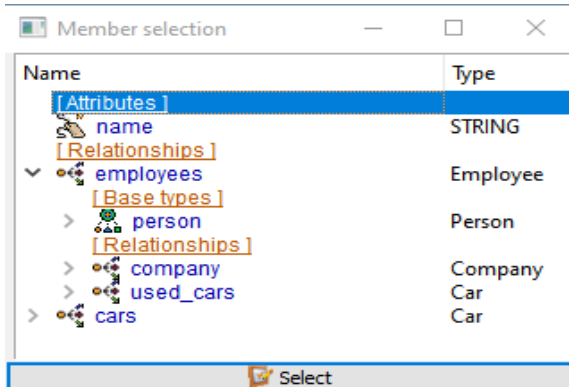 Member selection
Name Type
[ Attributes ]
name STRING
[ Relationships ]
employees Employee
[ Base types ]
person Person
[ Relationships ]
company Company
used_cars Car
cars Car
Select